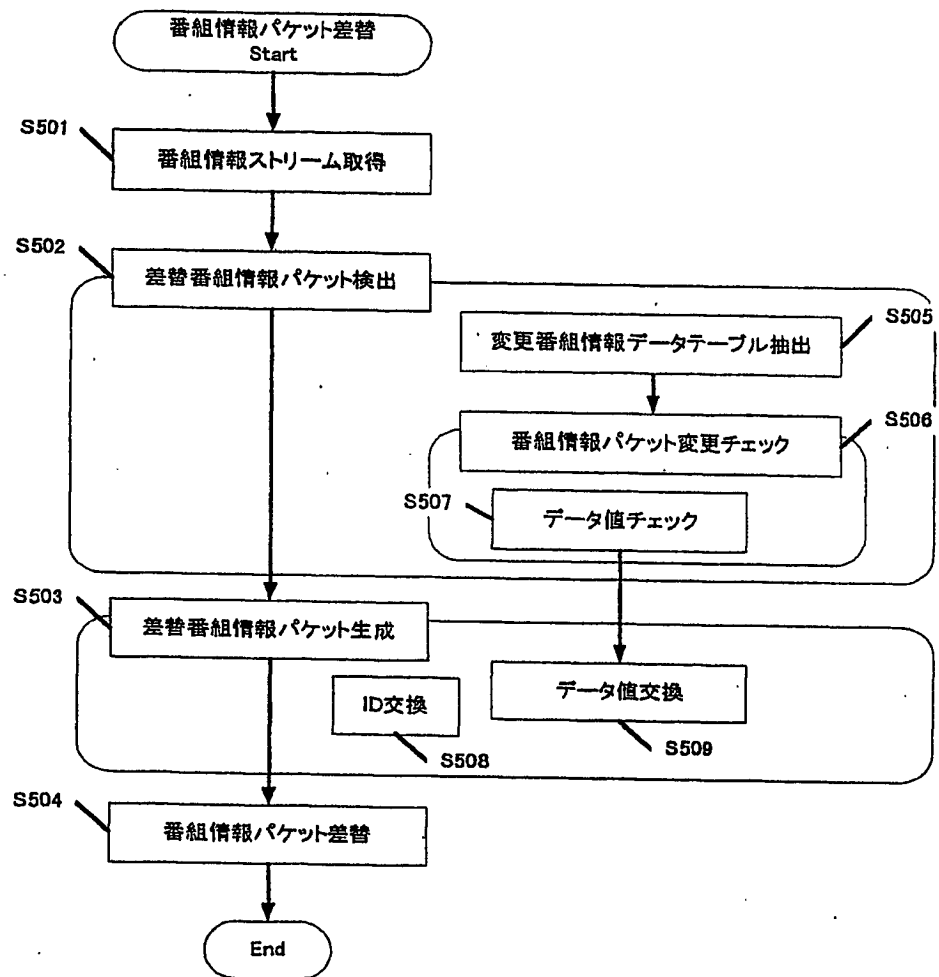 番組情報パケット差替
Start
S501
番組情報ストリーム取得
S502
差替番組情報パケット検出
S505
変更番組情報データテーブル抽出
S506
番組情報パケット変更チェック
S507
データ値チェック
S503
差替番組情報パケット生成
データ値交換
ID交換
S508
S509
S504
番組情報パケット差替
End